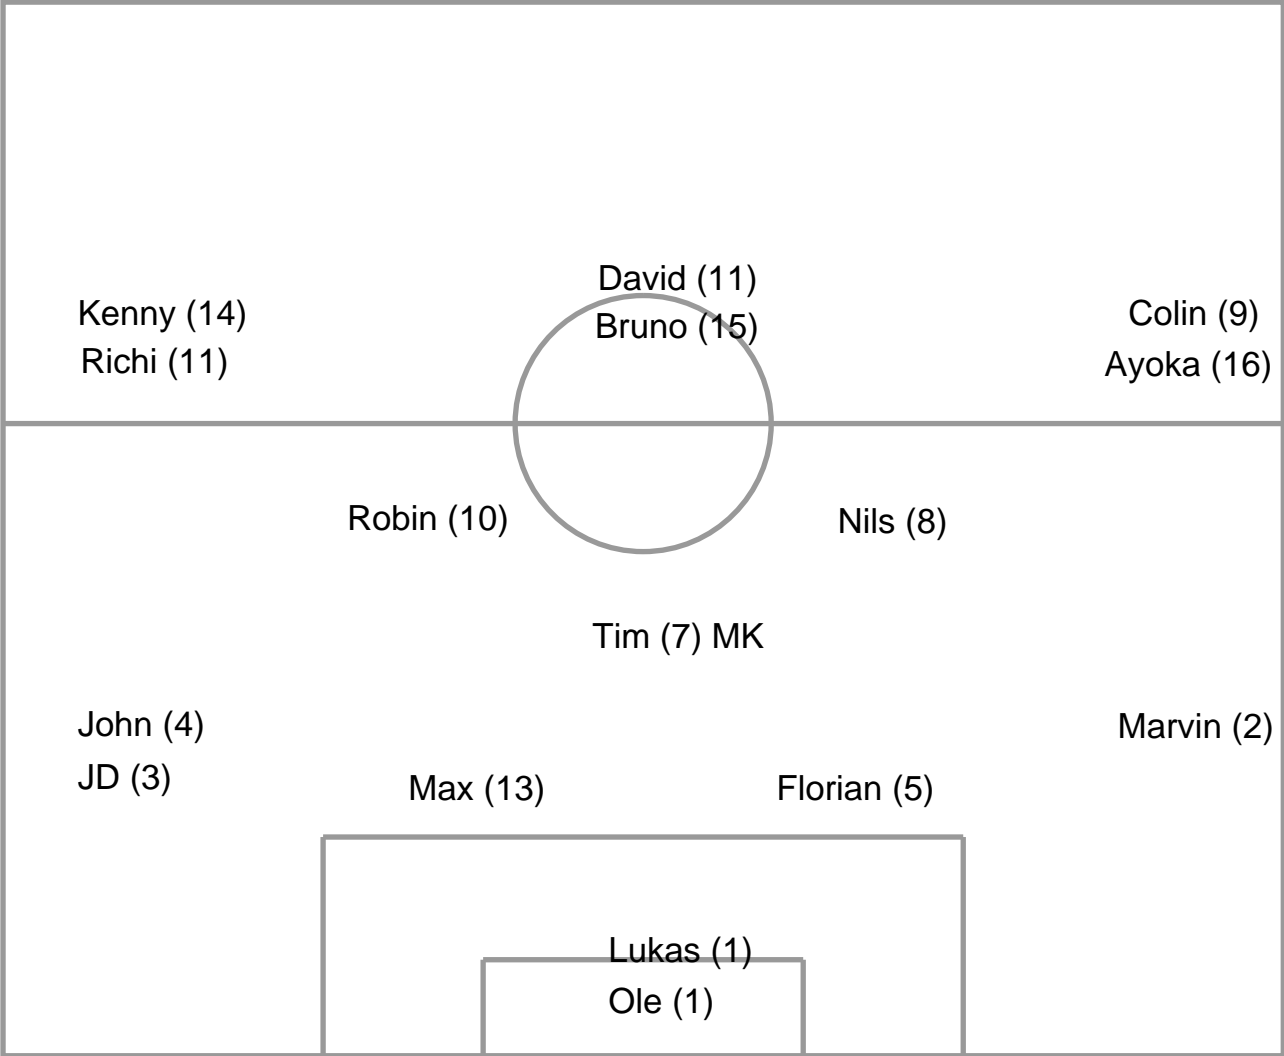 David (11)
Kenny (14)
Colin (9)
Bruno (15)
Richi (11)
Ayoka (16)
Robin (10)
Nils (8)
Tim (7) MK
John (4)
Marvin (2)
JD (3)
Max (13)
Florian (5)
Lukas (1)
Ole (1)